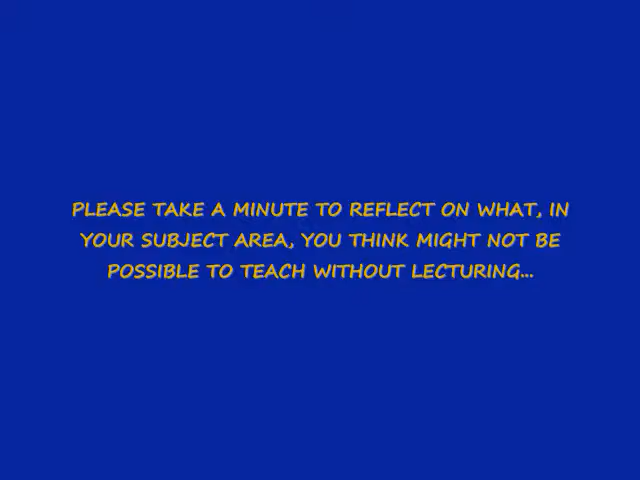 PLEASE TAKE A MINUTE TO REFLECT ON WHAT, IN
YOUR SUBJECT AREA, YOU THINK MIGHT NOT BE
POSSIBLE TO TEACH WITHOUT LECTURING...